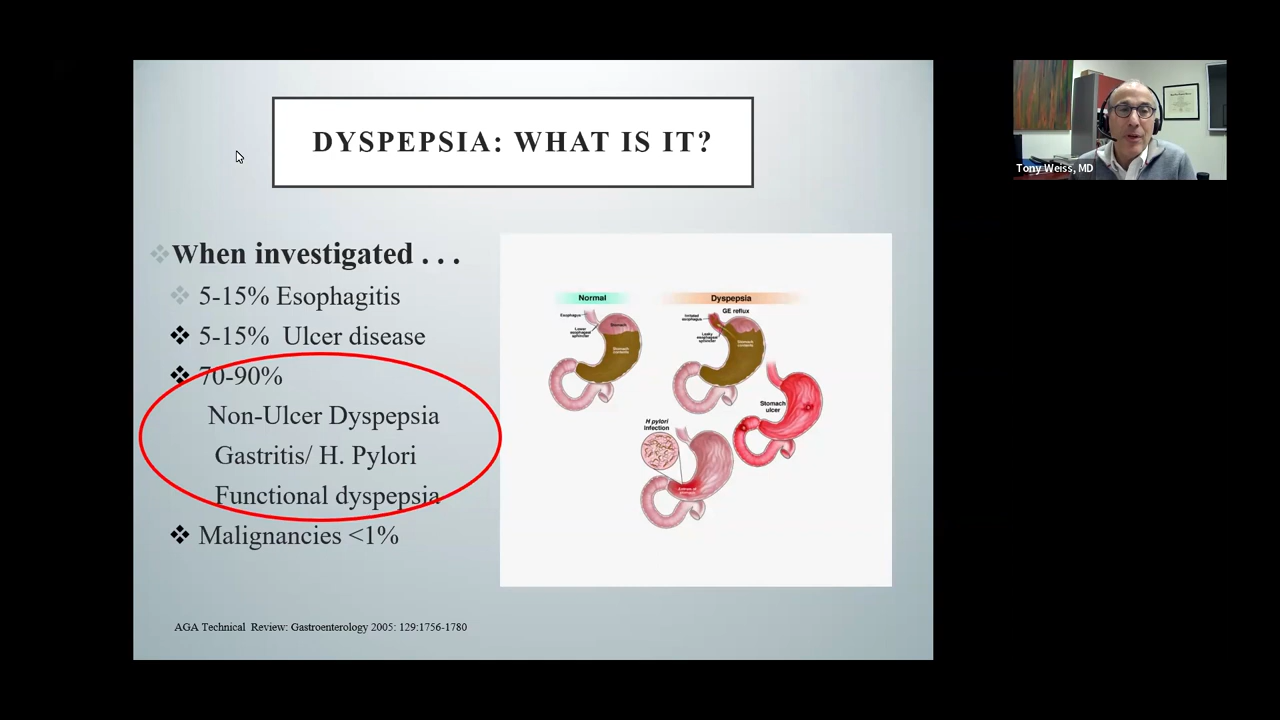 DYSPEPSIA: WHAT IS IT?
When investigated . . .
5-15% Esophagitis
5-15% Ulcer disease
70-90%
Non-Ulcer Dyspepsia
Gastritis/ H. Pylori
Functional dyspepsia
Malignancies <1%
AGA Technical Review: Gastroenterology 2005: 129:1756-1780
Normal
Esophagus
Lower
esophageal
sphincter
Stomach
Stomach
contents
Dyspepsia
GE reflux
Irritated
esophagus
Leaky
esophageal
sphincter
Stomach
contents
Stomach
ulcer
H pylori
infection
Tony Weiss, MD